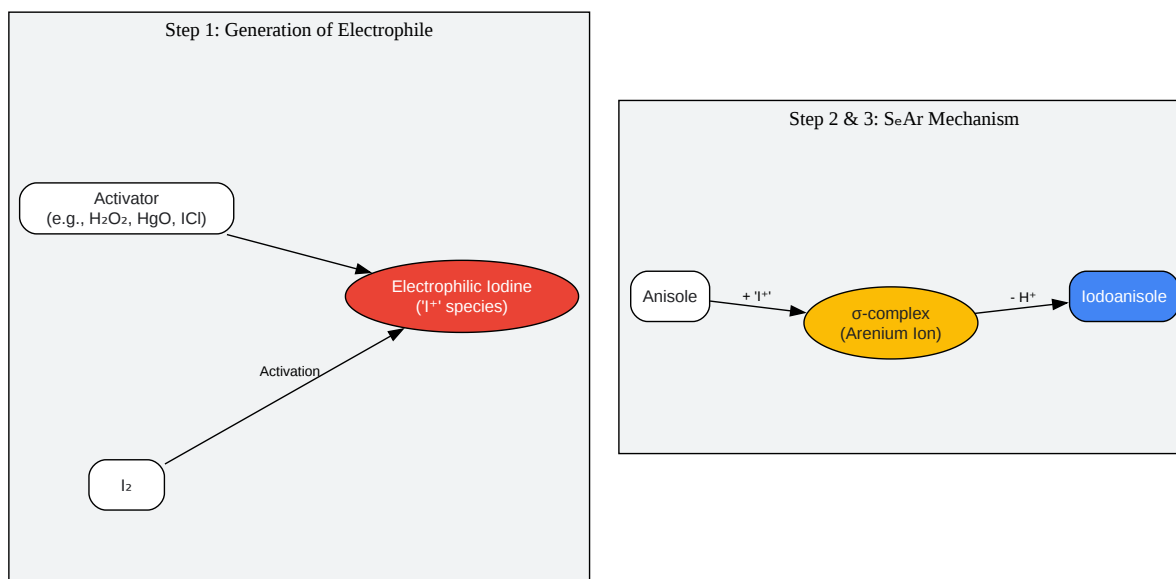 Step 1: Generation of Electrophile
Activator
(e.g., H₂O₂, HgO, ICl)
Electrophilic Iodine
('I⁺' species)
Activation
I₂
Step 2 & 3: SₑAr Mechanism
Anisole
+ 'I⁺'
σ-complex
(Arenium Ion)
- H⁺
Iodoanisole